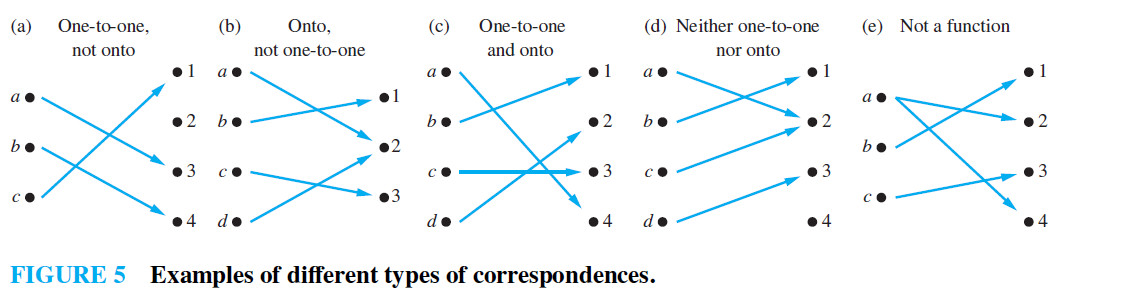 (a) One-to-one,
not onto
1
a
2
b
3
c
4
(b) Onto,
not one-to-one
a
1
b
2
c
3
d
(c) One-to-one
and onto
a 1
b 2
c 3
d 4
(d) Neither one-to-one
nor onto
a 1
b 2
c 3
d 4
(e) Not a function
1
a
2
b
3
c
4
FIGURE 5 Examples of different types of correspondences.